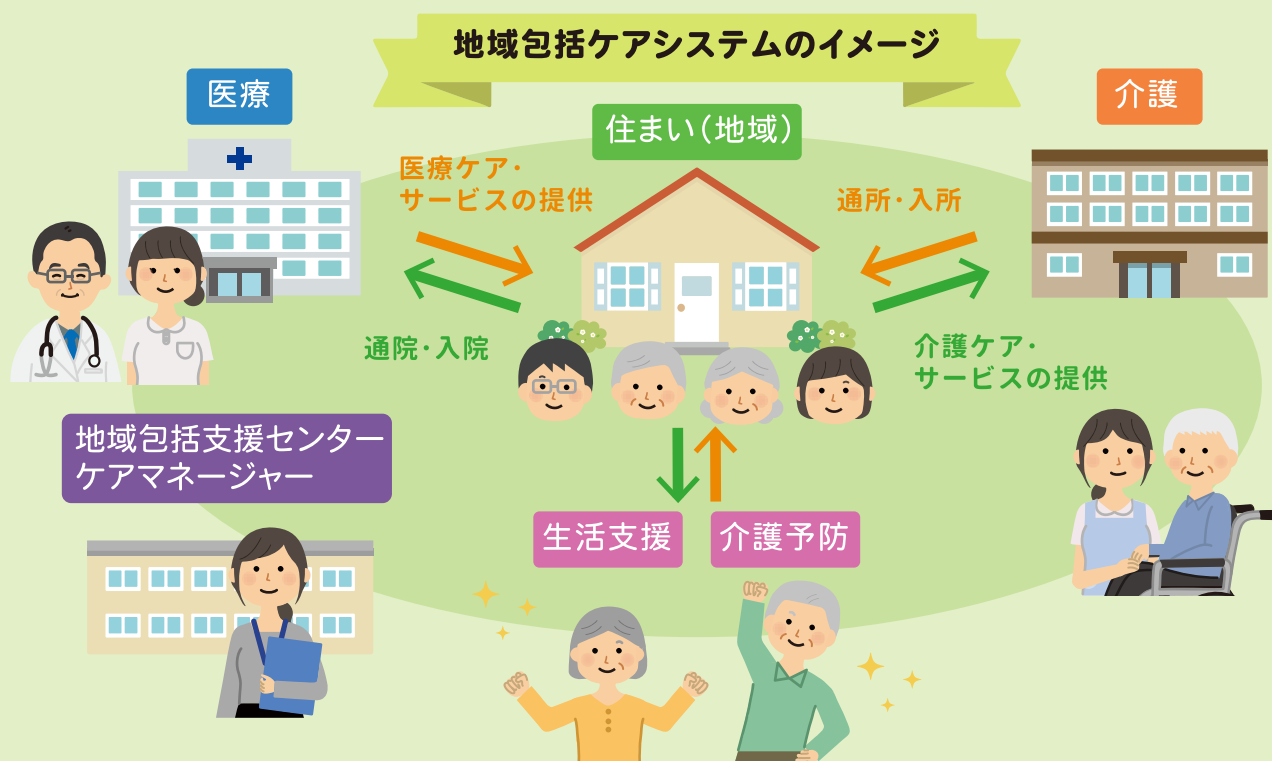 地域包括ケアシステムのイメージ
医療
住まい（地域）
介護
医療ケア・
サービスの提供
通所・入所
通院・入院
介護ケア・
サービスの提供
地域包括支援センター
ケアマネージャー
生活支援
介護予防